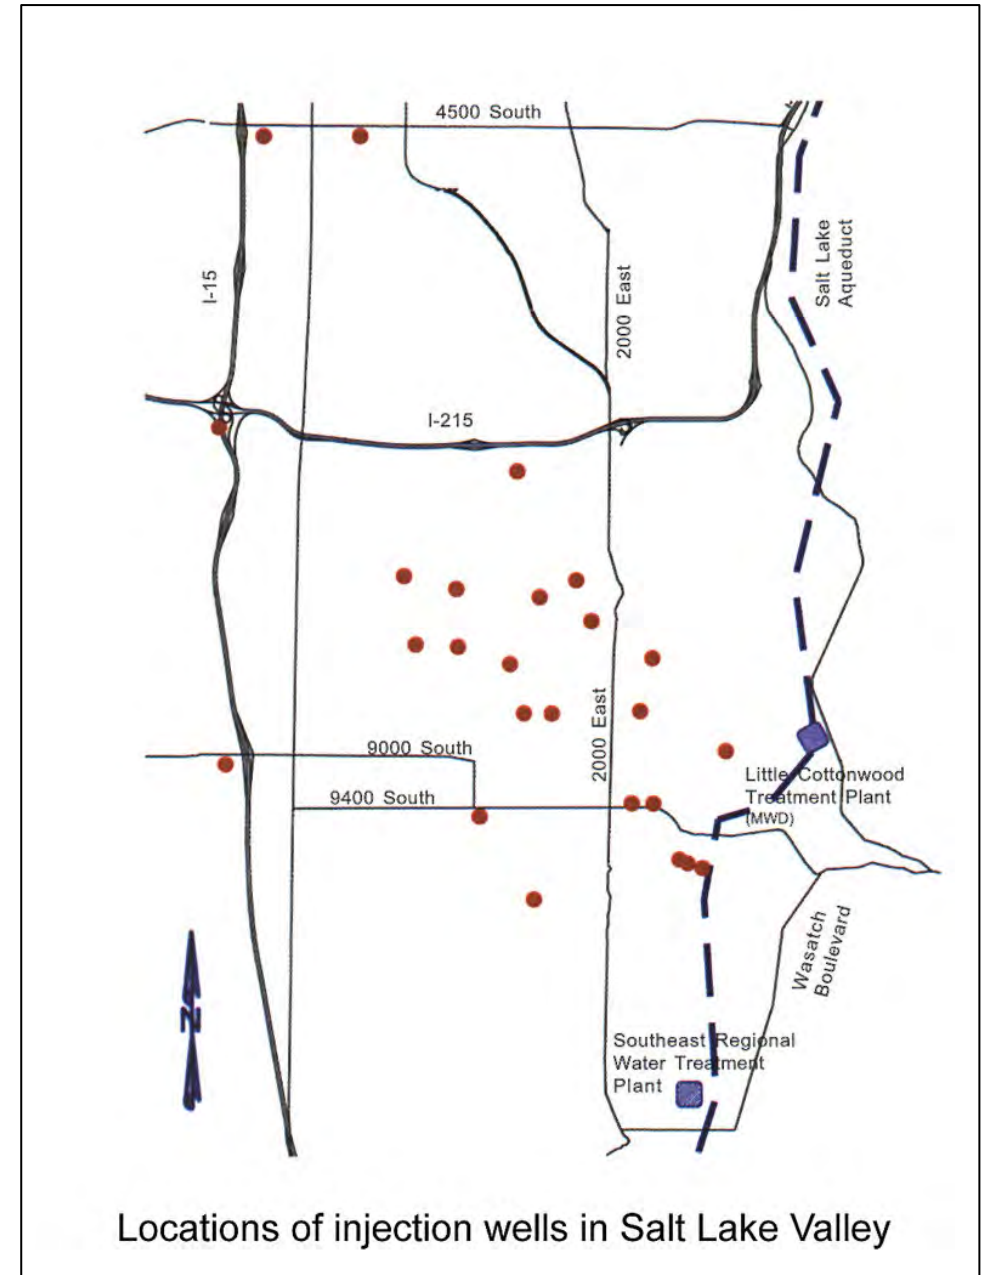 4500 South
Salt Lake
Aqueduct
I-15
2000 East
I-215
2000 East
9000 South
9400 South
Little Cottonwood
Treatment Plant
(MWD)
Wasatch
Boulevard
N
Southeast Regional
Water Treatment
Plant
Locations of injection wells in Salt Lake Valley